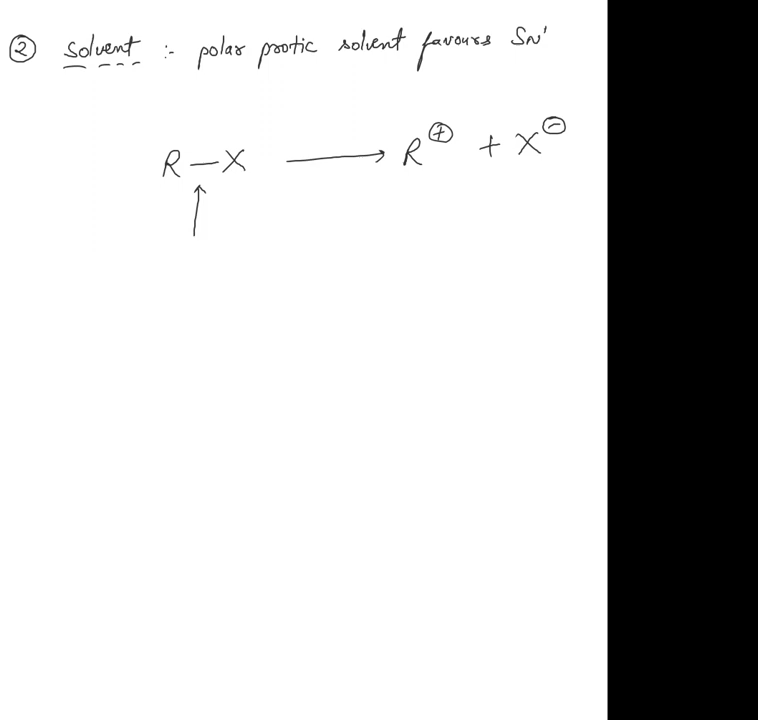 ② Solvent :- polar protic solvent favours SN¹
R—X ⟶ R⊕ + X⊖